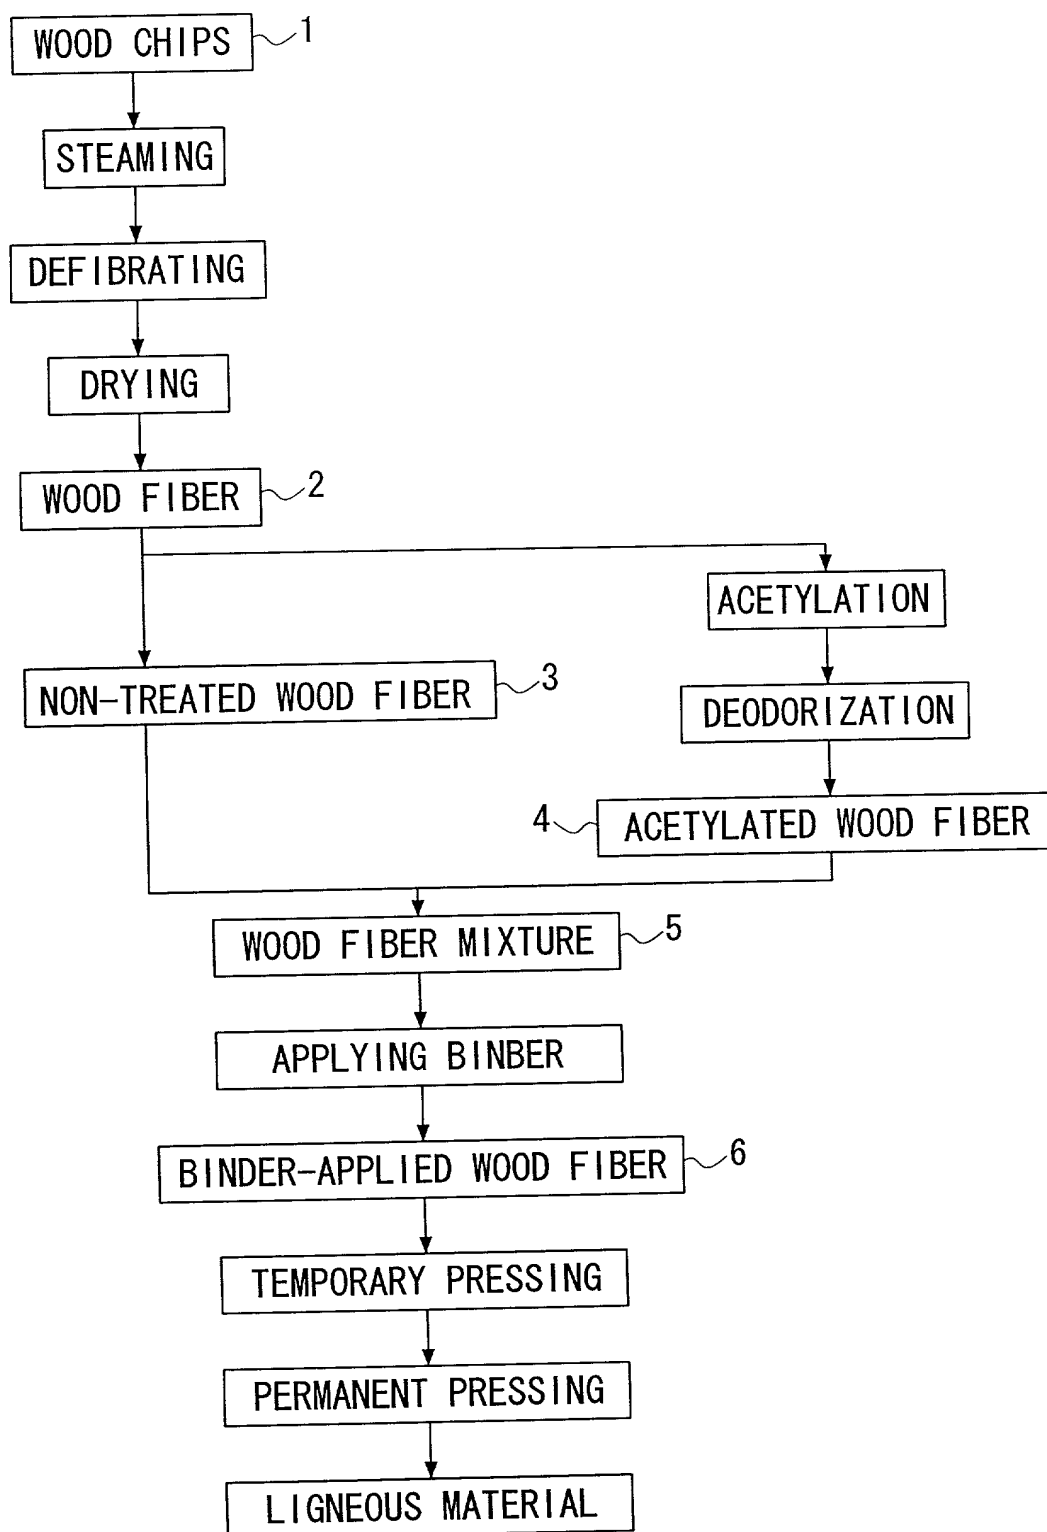 WOOD CHIPS 1
STEAMING
DEFIBRATING
DRYING
WOOD FIBER 2
ACETYLATION
NON-TREATED WOOD FIBER 3
DEODORIZATION
4 ACETYLATED WOOD FIBER
WOOD FIBER MIXTURE 5
APPLYING BINBER
BINDER-APPLIED WOOD FIBER 6
TEMPORARY PRESSING
PERMANENT PRESSING
LIGNEOUS MATERIAL